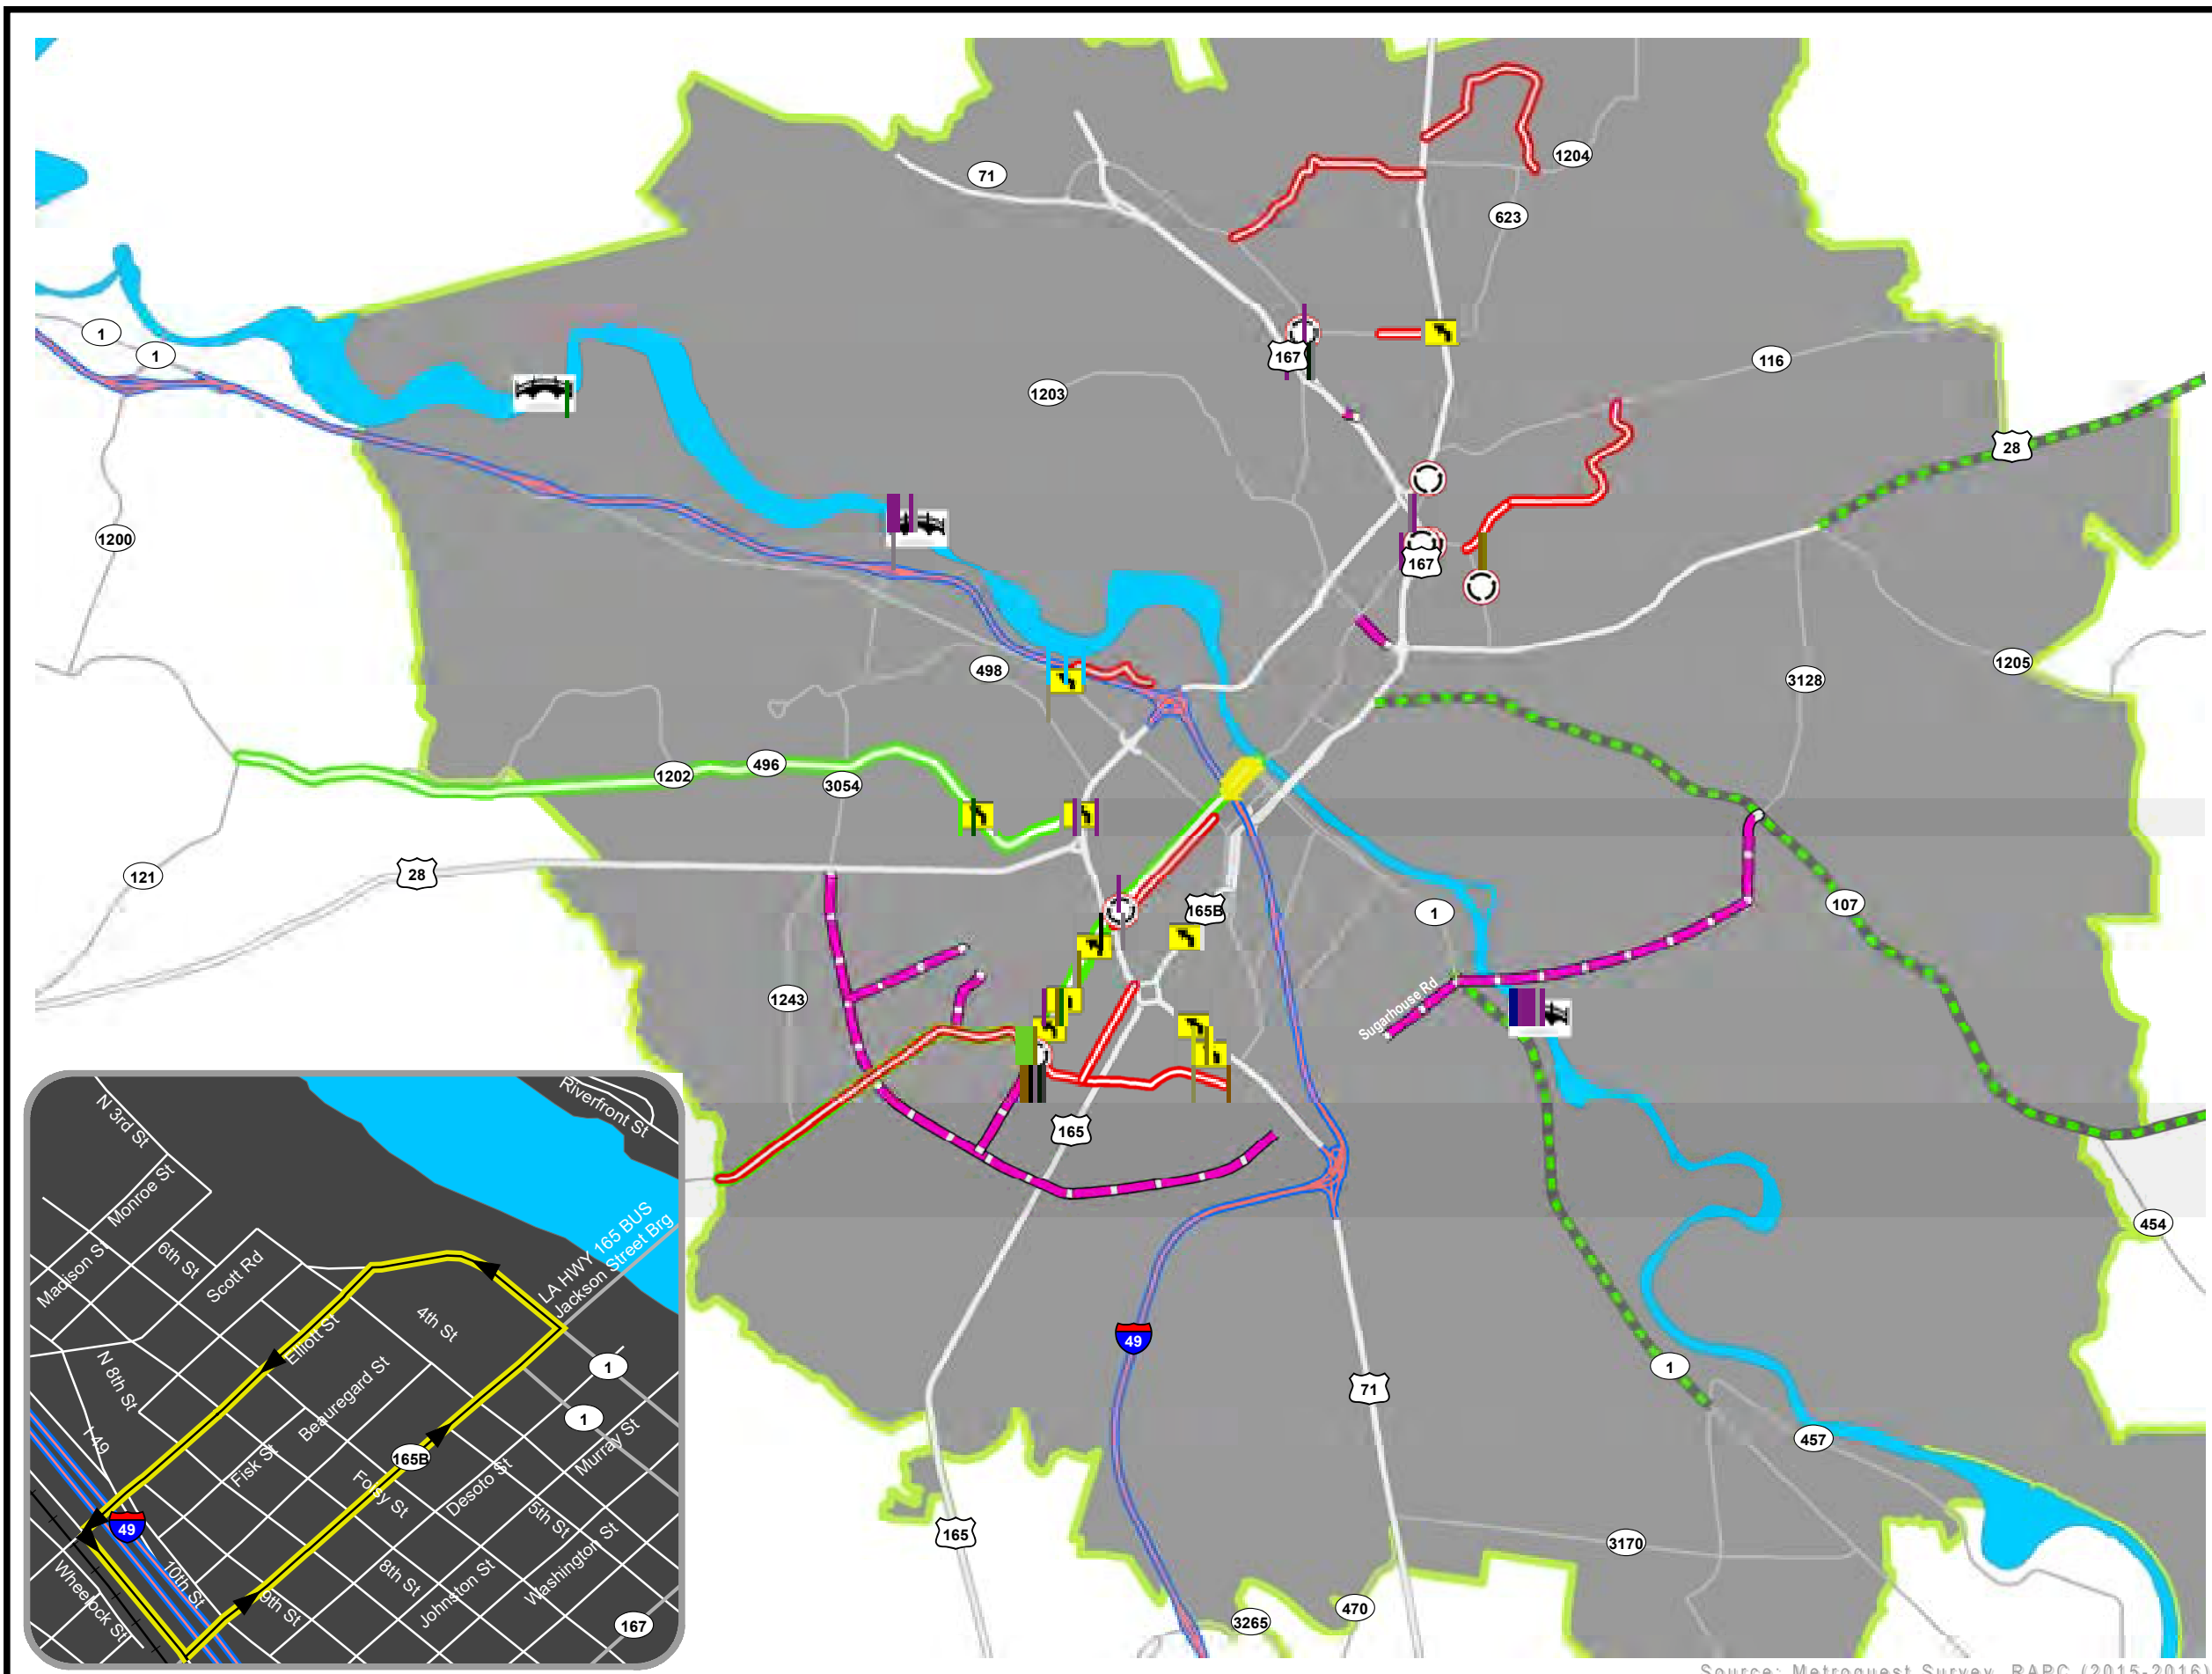 71
1204
623
1
1
167
116
1203
28
1200
167
498
1205
3128
496
1202
3054
121
28
165B
1
107
Sugarhouse Rd
1243
165
454
49
1
71
457
165
3170
470
3265
Riverfront St
N 3rd St
Monroe St
Madison St
6th St
Scott Rd
LA HWY 165 BUS
Jackson Street Brg
4th St
Elliott St
N 8th St
Beauregard St
1
1
Murray St
I-49
Fisk St
165B
Foisy St
Desoto St
5th St
49
Washington St
Wheelock St
10th St
9th St
8th St
Johnston St
167
Source: Metroquest Survey, RAPC (2015-2016)